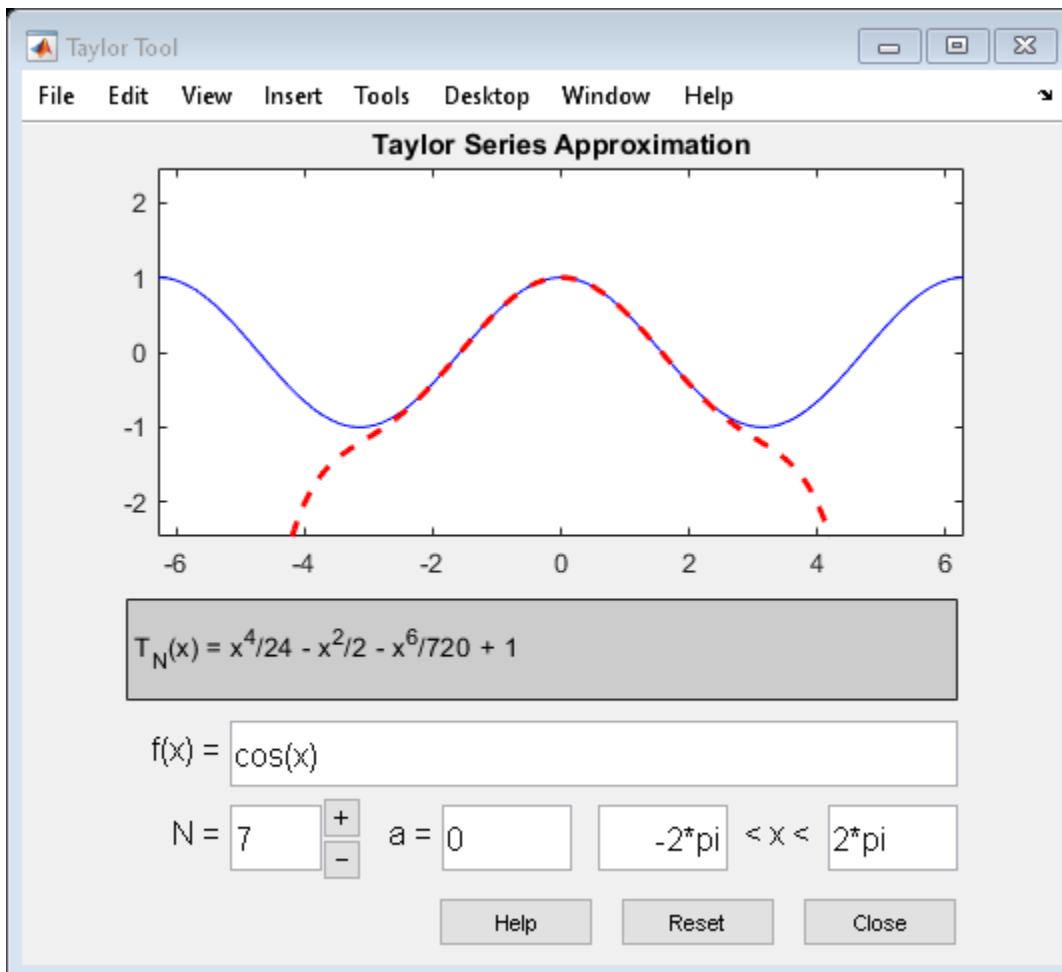 Taylor Tool
File Edit View Insert Tools Desktop Window Help
Taylor Series Approximation
2
1
0
-1
-2
-6 -4 -2 0 2 4 6
T_N(x) = x^4/24 - x^2/2 - x^6/720 + 1
f(x) = cos(x)
N = 7 + − a = 0 -2*pi < x < 2*pi
Help Reset Close